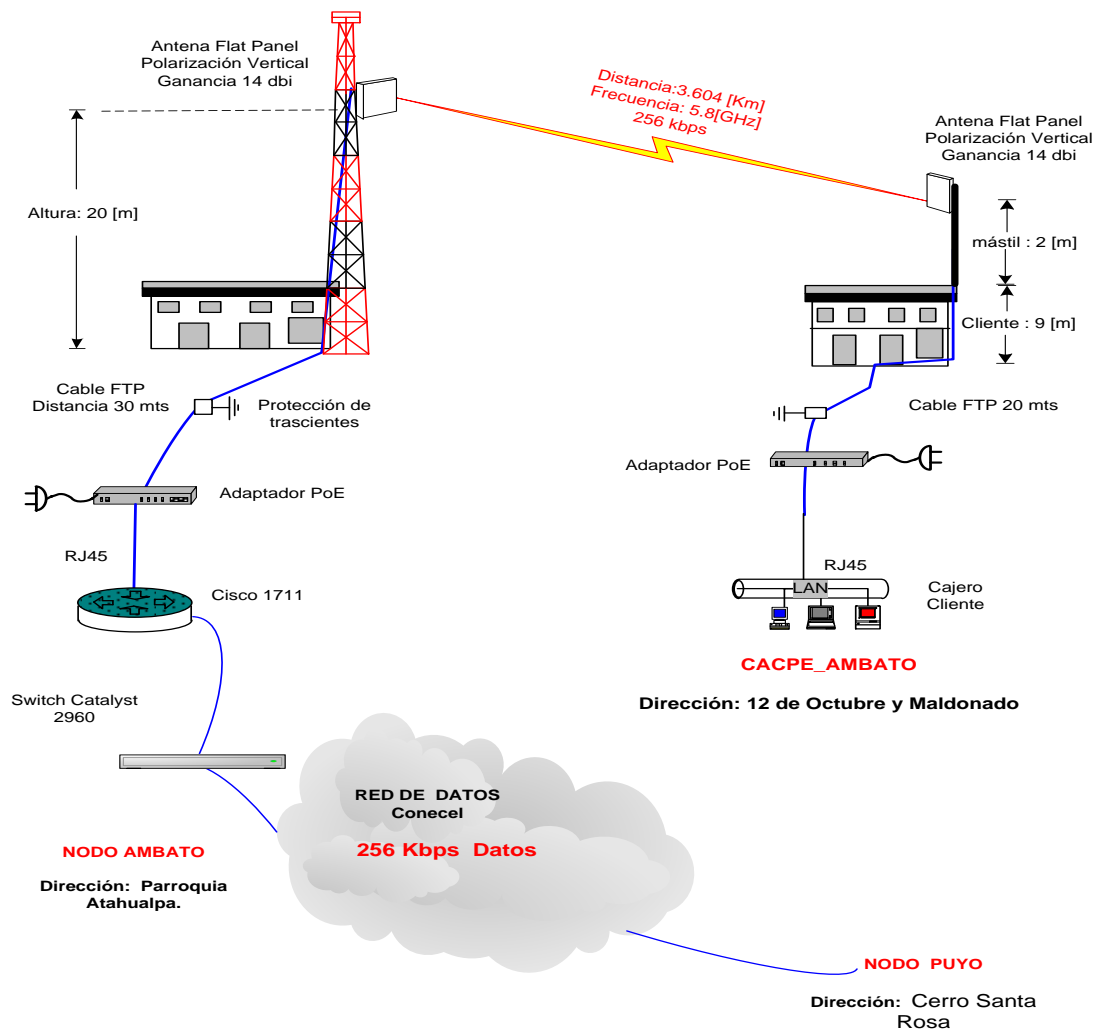 Antena Flat Panel
Polarización Vertical
Ganancia 14 dbi
Distancia:3.604 [Km]
Frecuencia: 5.8[GHz]
256 kbps
Antena Flat Panel
Polarización Vertical
Ganancia 14 dbi
Altura: 20 [m]
mástil : 2 [m]
Cliente : 9 [m]
Cable FTP
Distancia 30 mts
Protección de
trascientes
Cable FTP 20 mts
Adaptador PoE
Adaptador PoE
RJ45
RJ45
Cisco 1711
LAN
Cajero
Cliente
CACPE_AMBATO
Dirección: 12 de Octubre y Maldonado
Switch Catalyst
2960
RED DE DATOS
Conecel
256 Kbps Datos
NODO AMBATO
Dirección: Parroquia
Atahualpa.
NODO PUYO
Dirección: Cerro Santa
Rosa